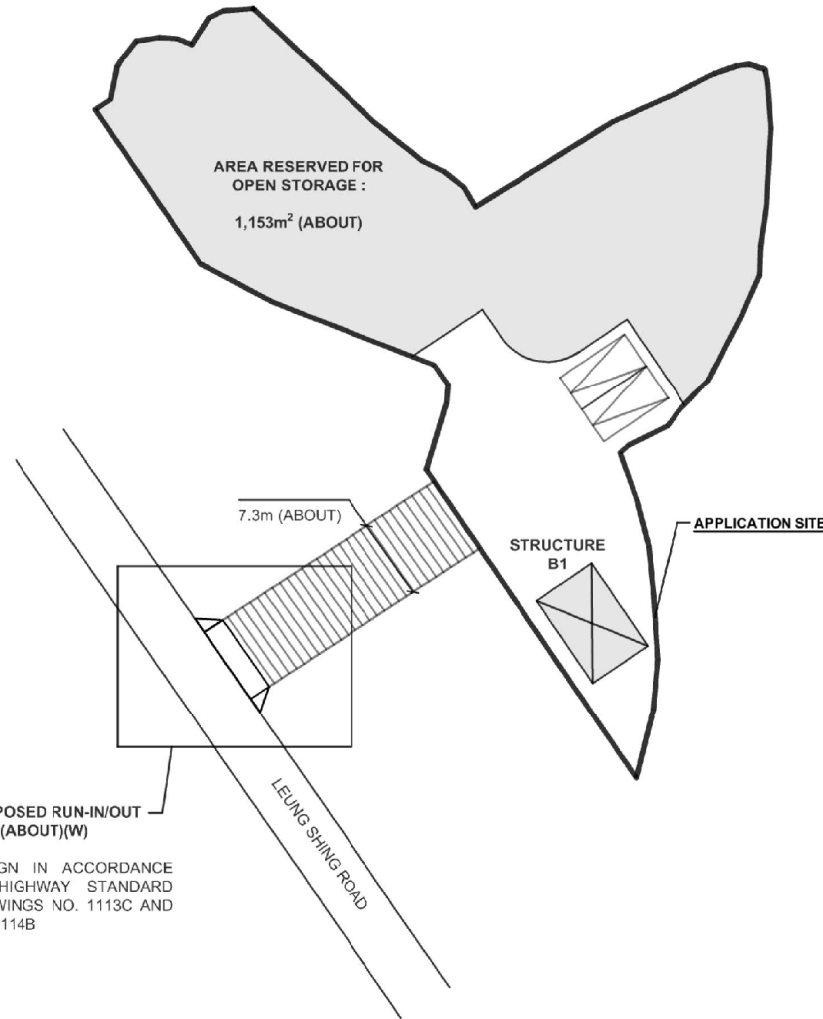 AREA RESERVED FOR
OPEN STORAGE :
1,153m² (ABOUT)
7.3m (ABOUT)
STRUCTURE
B1
APPLICATION SITE
LEUNG SHING ROAD
POSED RUN-IN/OUT
(ABOUT)(W)
GN IN ACCORDANCE
HIGHWAY STANDARD
WINGS NO. 1113C AND
114B